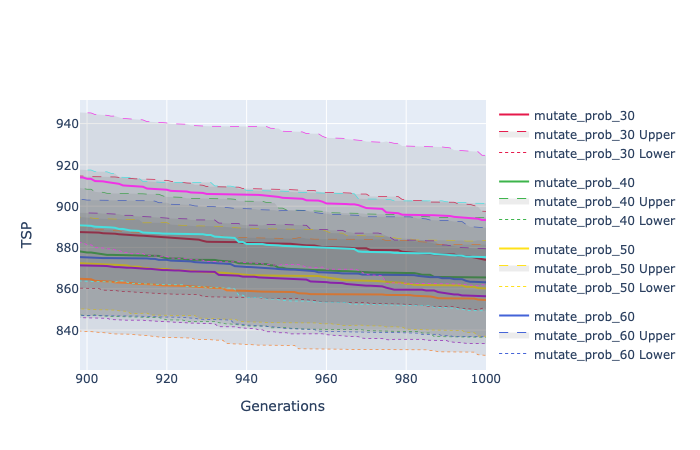 940
920
900
880
860
840
TSP
900
920
940
960
980
1000
Generations
mutate_prob_30
mutate_prob_30 Upper
mutate_prob_30 Lower
mutate_prob_40
mutate_prob_40 Upper
mutate_prob_40 Lower
mutate_prob_50
mutate_prob_50 Upper
mutate_prob_50 Lower
mutate_prob_60
mutate_prob_60 Upper
mutate_prob_60 Lower